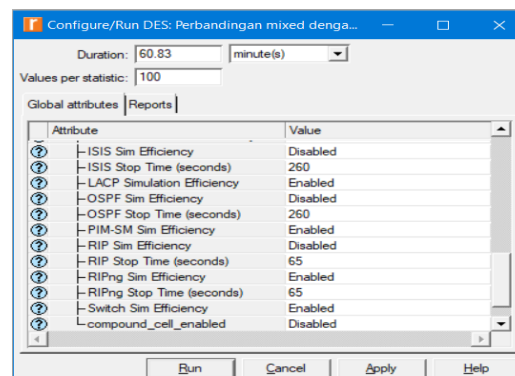 Configure/Run DES: Perbandingan mixed denga...
Duration: 60.83 minute(s)
Values per statistic: 100
Global attributes Reports
Attribute Value
ISIS Sim Efficiency Disabled
ISIS Stop Time (seconds) 260
LACP Simulation Efficiency Enabled
OSPF Sim Efficiency Disabled
OSPF Stop Time (seconds) 260
PIM-SM Sim Efficiency Enabled
RIP Sim Efficiency Disabled
RIP Stop Time (seconds) 65
RIPng Sim Efficiency Enabled
RIPng Stop Time (seconds) 65
Switch Sim Efficiency Enabled
compound_cell_enabled Disabled
Run Cancel Apply Help